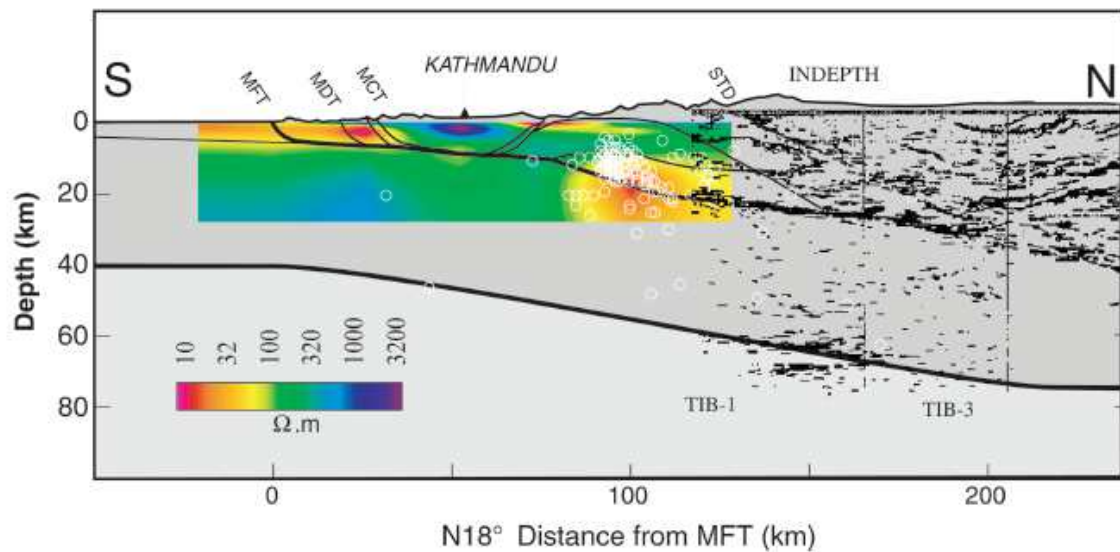 S
MFT
MDT
MCT
KATHMANDU
STD
INDEPTH
N
Depth (km)
0
20
40
60
80
10
32
100
320
1000
3200
Ω.m
TIB-1
TIB-3
0
100
200
N18° Distance from MFT (km)